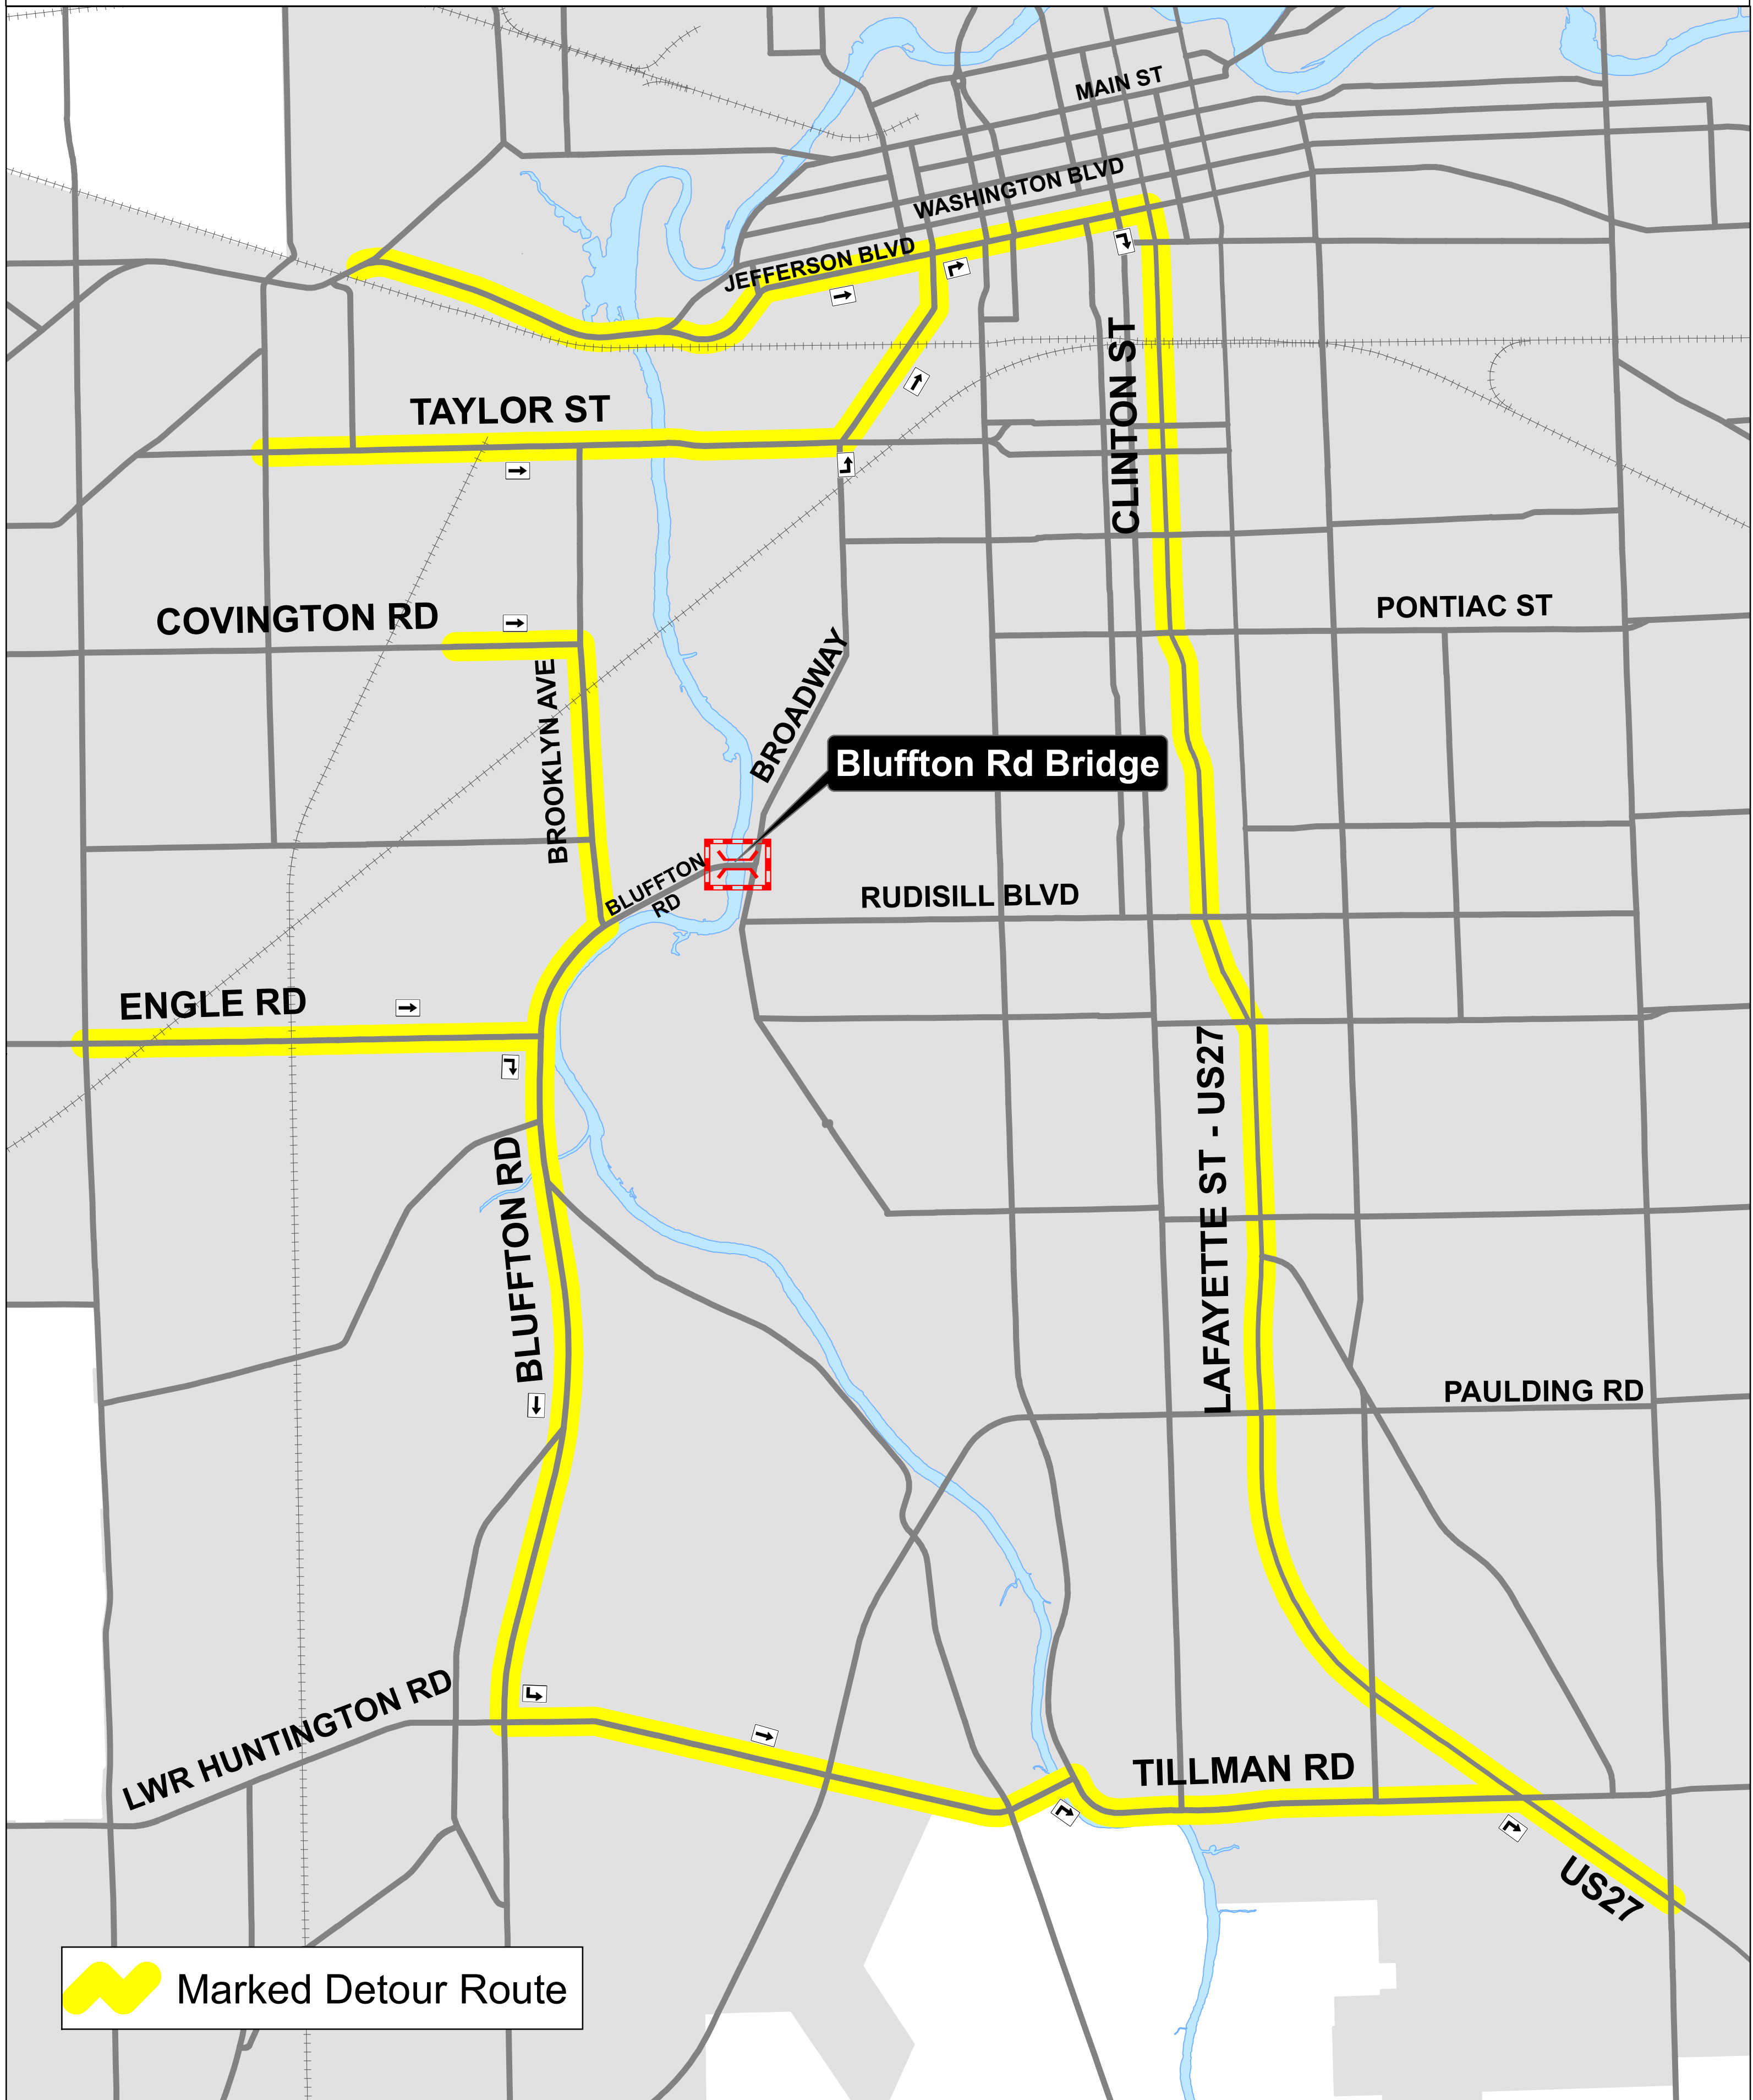 MAIN ST
WASHINGTON BLVD
JEFFERSON BLVD
CLINTON ST
TAYLOR ST
COVINGTON RD
PONTIAC ST
BROOKLYN AVE
BROADWAY
Bluffton Rd Bridge
BLUFFTON
RD
RUDISILL BLVD
ENGLE RD
BLUFFTON RD
LAFAYETTE ST - US27
PAULDING RD
LWR HUNTINGTON RD
TILLMAN RD
US27
Marked Detour Route